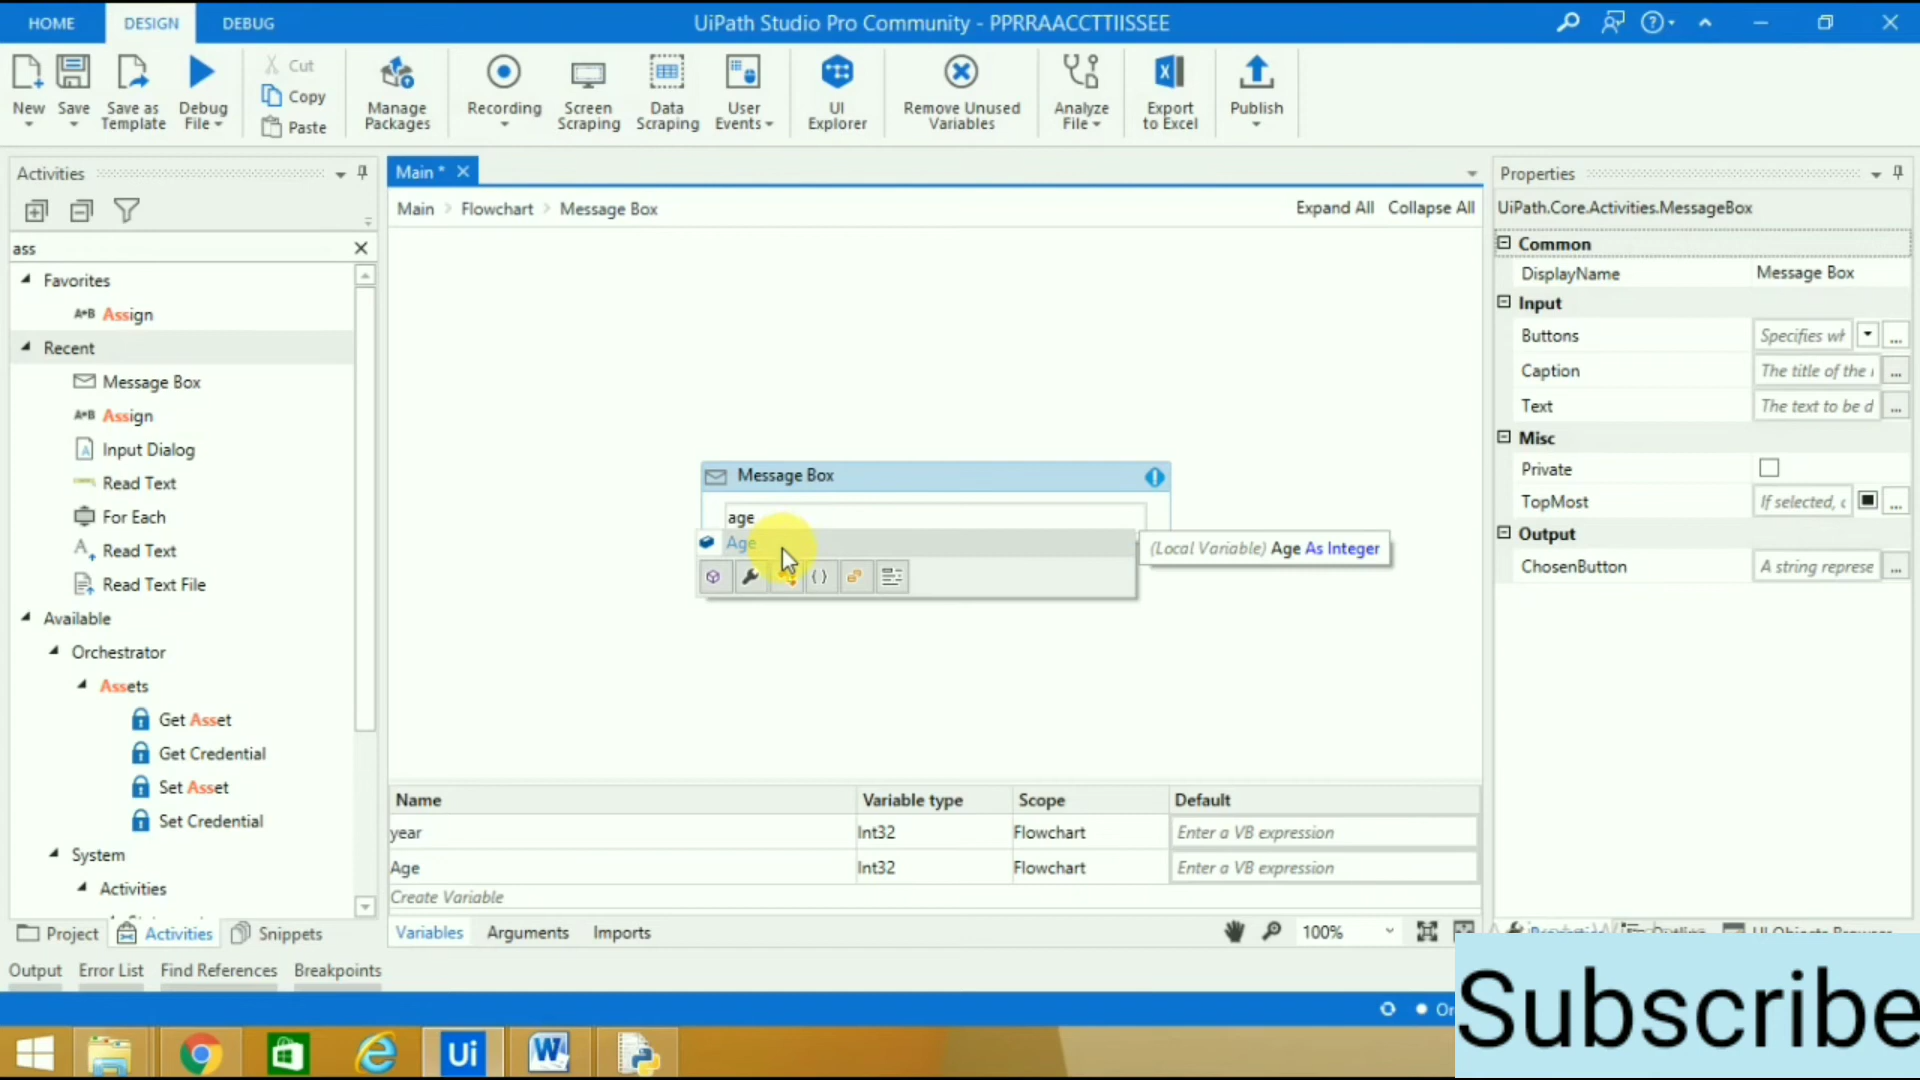 HOME DESIGN DEBUG UiPath Studio Pro Community - PPRRAACCTTIISSEE
New Save Save as Template Debug File
Cut
Copy
Paste
Manage Packages Recording Screen Scraping Data Scraping User Events UI Explorer Remove Unused Variables Analyze File Export to Excel Publish
Activities
ass
Favorites
A+B Assign
Recent
Message Box
A+B Assign
Input Dialog
Read Text
For Each
Read Text
Read Text File
Available
Orchestrator
Assets
Get Asset
Get Credential
Set Asset
Set Credential
System
Activities
Project Activities Snippets
Main *
Main > Flowchart > Message Box Expand All Collapse All
Message Box
age
Age
(Local Variable) Age As Integer
Name Variable type Scope Default
year Int32 Flowchart Enter a VB expression
Age Int32 Flowchart Enter a VB expression
Create Variable
Variables Arguments Imports 100%
Properties
UiPath.Core.Activities.MessageBox
Common
DisplayName Message Box
Input
Buttons Specifies wh
Caption The title of the
Text The text to be d
Misc
Private
TopMost If selected,
Output
ChosenButton A string represe
Output Error List Find References Breakpoints
Or
Ui
Subscribe